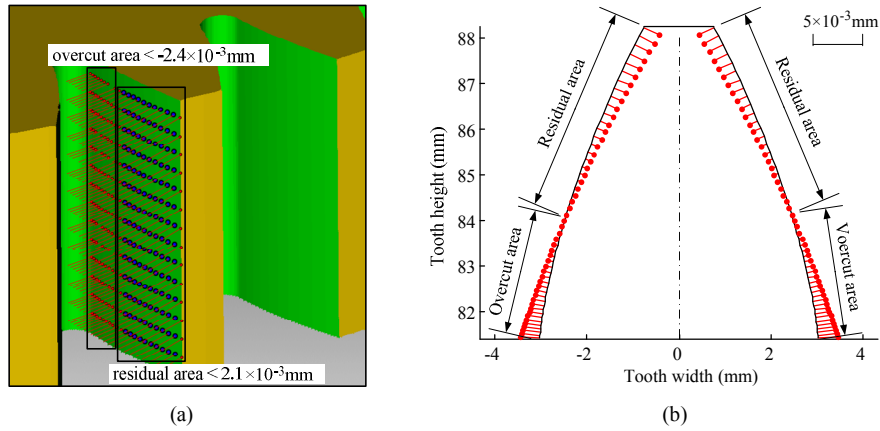 overcut area < -2.4×10⁻³mm
residual area < 2.1×10⁻³mm
(a)
5×10⁻³mm
88
87
86
85
84
83
82
Tooth height (mm)
Residual area
Residual area
Overcut area
Voercut area
-4
-2
0
2
4
Tooth width (mm)
(b)